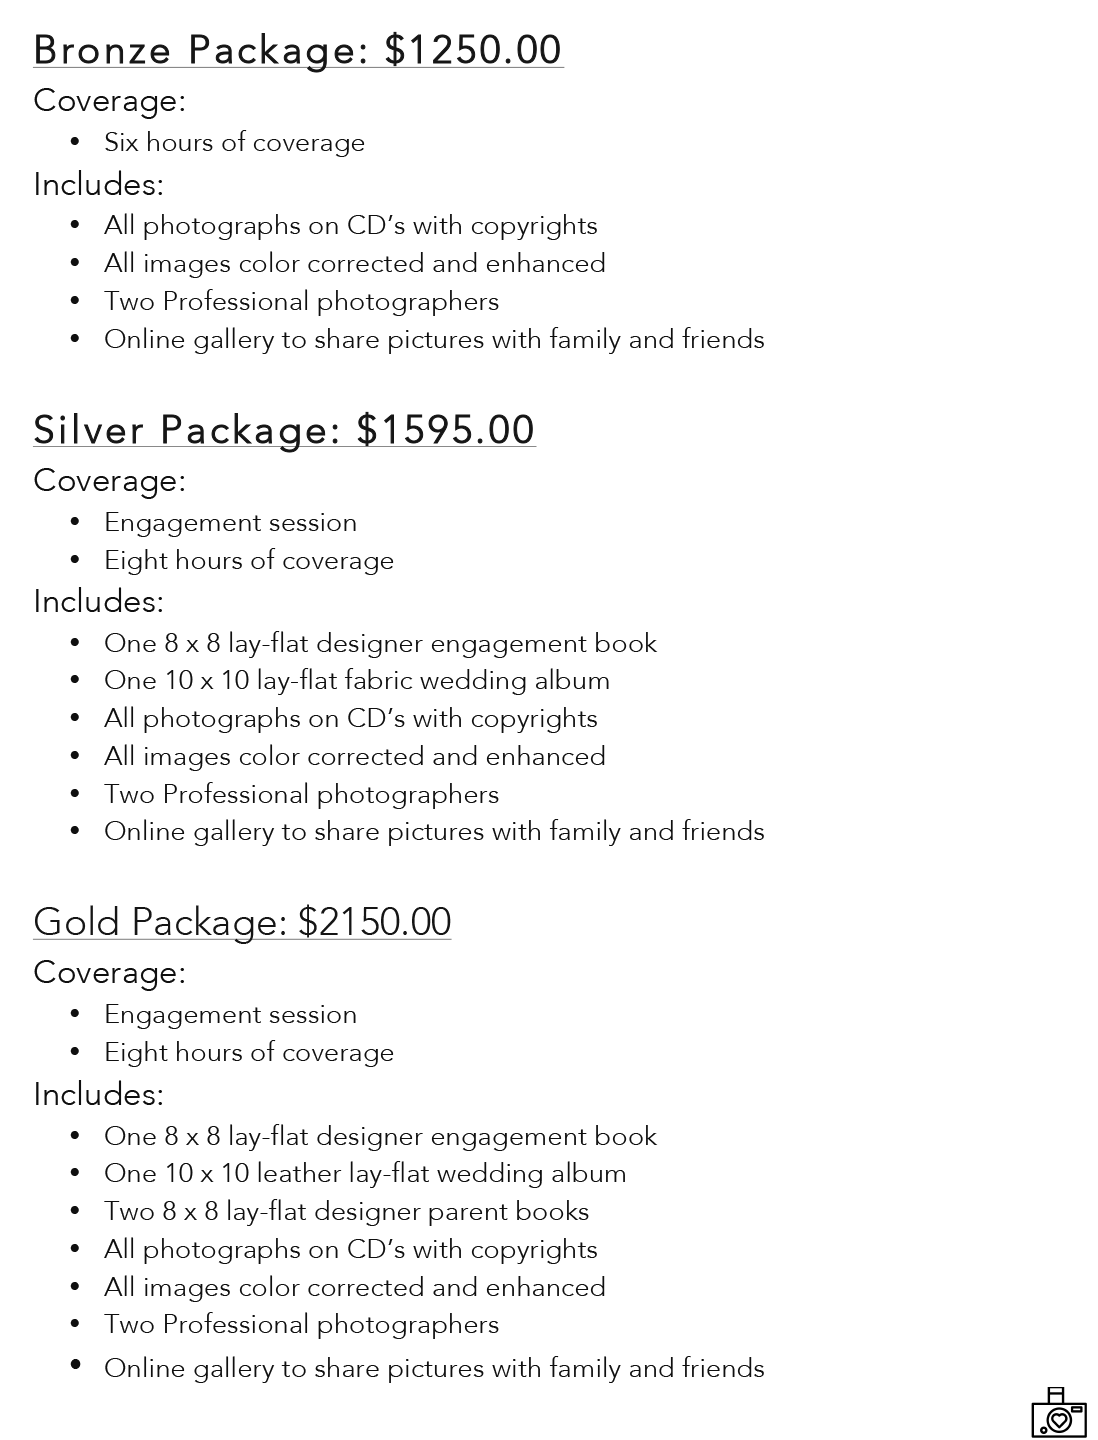 Bronze Package: $1250.00
Coverage:
• Six hours of coverage
Includes:
• All photographs on CD’s with copyrights
• All images color corrected and enhanced
• Two Professional photographers
• Online gallery to share pictures with family and friends
Silver Package: $1595.00
Coverage:
• Engagement session
• Eight hours of coverage
Includes:
• One 8 x 8 lay-flat designer engagement book
• One 10 x 10 lay-flat fabric wedding album
• All photographs on CD’s with copyrights
• All images color corrected and enhanced
• Two Professional photographers
• Online gallery to share pictures with family and friends
Gold Package: $2150.00
Coverage:
• Engagement session
• Eight hours of coverage
Includes:
• One 8 x 8 lay-flat designer engagement book
• One 10 x 10 leather lay-flat wedding album
• Two 8 x 8 lay-flat designer parent books
• All photographs on CD’s with copyrights
• All images color corrected and enhanced
• Two Professional photographers
• Online gallery to share pictures with family and friends